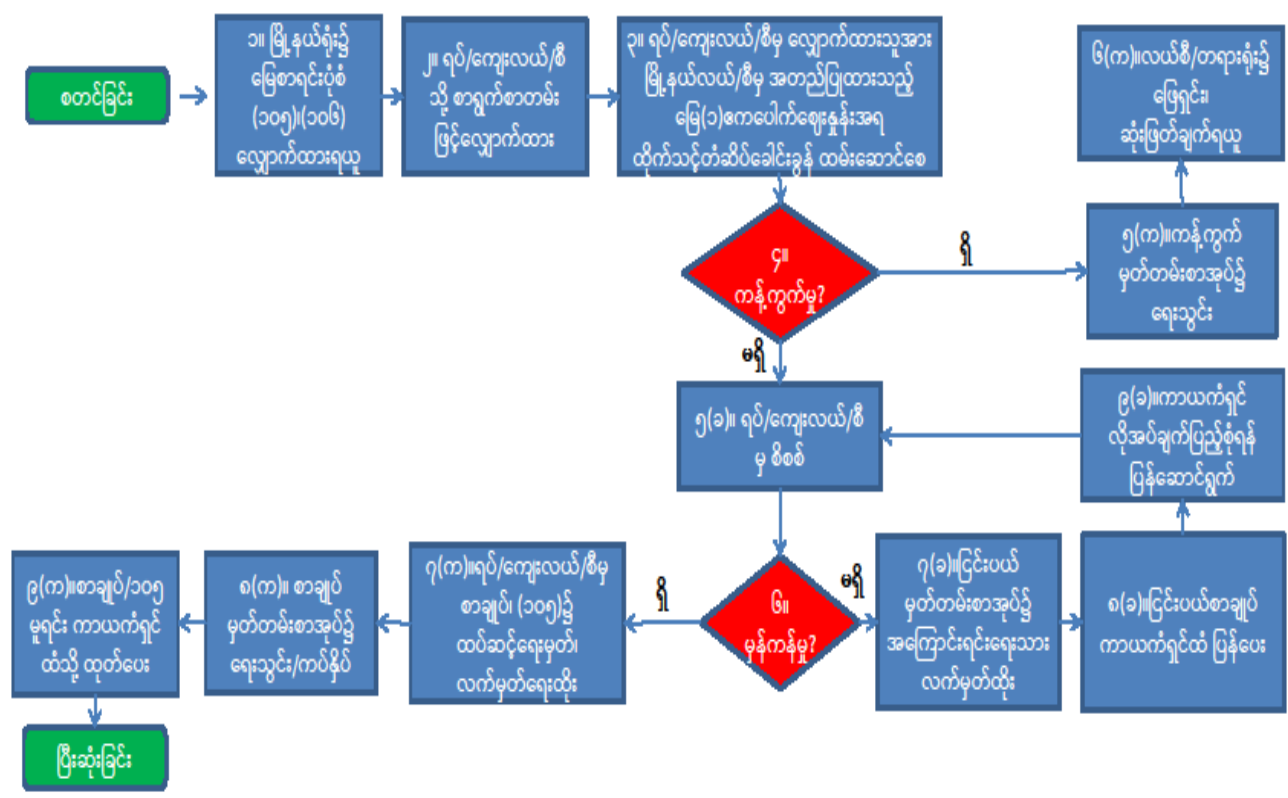 စတင်ခြင်း
၁။ မြို့နယ်ရုံး၌
မြေစာရင်းပုံစံ
(၁၀၅)၊(၁၀၆)
လျှောက်ထားရယူ
၂။ ရပ်/ကျေးလယ်/စီ
သို့ စာရွက်စာတမ်း
ဖြင့်လျှောက်ထား
၃။ ရပ်/ကျေးလယ်/စီမှ လျှောက်ထားသူအား
မြို့နယ်လယ်/စီမှ အတည်ပြုထားသည့်
မြေ(၁)ဧကပေါက်ဈေးနှုန်းအရ
ထိုက်သင့်တံဆိပ်ခေါင်းခွန် ထမ်းဆောင်စေ
၄။
ကန့်ကွက်မှု?
ရှိ
၅(က)။ကန့်ကွက်
မှတ်တမ်းစာအုပ်၌
ရေးသွင်း
၆(က)။လယ်စီ/တရားရုံး၌
ဖြေရှင်း၊
ဆုံးဖြတ်ချက်ရယူ
မရှိ
၅(ခ)။ ရပ်/ကျေးလယ်/စီ
မှ စိစစ်
၆။
မှန်ကန်မှု?
ရှိ
၇(က)။ရပ်/ကျေးလယ်/စီမှ
စာချုပ်၊ (၁၀၅)၌
ထပ်ဆင့်ရေးမှတ်၊
လက်မှတ်ရေးထိုး
၈(က)။ စာချုပ်
မှတ်တမ်းစာအုပ်၌
ရေးသွင်း/ကပ်နှိပ်
၉(က)။စာချုပ်/၁၀၅
မူရင်း ကာယကံရှင်
ထံသို့ ထုတ်ပေး
ပြီးဆုံးခြင်း
မရှိ
၇(ခ)။ငြင်းပယ်
မှတ်တမ်းစာအုပ်၌
အကြောင်းရင်းရေးသား
လက်မှတ်ထိုး
၈(ခ)။ငြင်းပယ်စာချုပ်
ကာယကံရှင်ထံ ပြန်ပေး
၉(ခ)။ကာယကံရှင်
လိုအပ်ချက်ပြည့်စုံရန်
ပြန်ဆောင်ရွက်